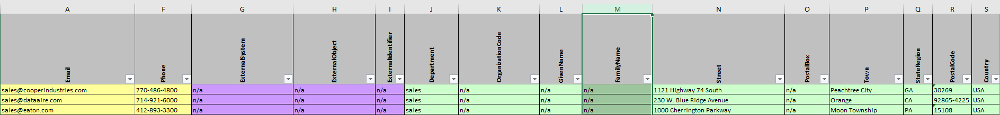 A F G H I J K L M N O P Q R S
Email Phone ExternalSystem ExternalObject ExternalIdentifier Department OrganizationCode GivenName FamilyName Street PostalBox Town StateRegion PostalCode Country
sales@cooperindustries.com 770-486-4800 n/a n/a n/a sales n/a n/a n/a 1121 Highway 74 South n/a Peachtree City GA 30269 USA
sales@dataaire.com 714-921-6000 n/a n/a n/a sales n/a n/a n/a 230 W. Blue Ridge Avenue n/a Orange CA 92865-4225 USA
sales@eaton.com 412-893-3300 n/a n/a n/a sales n/a n/a n/a 1000 Cherrington Parkway n/a Moon Township PA 15108 USA